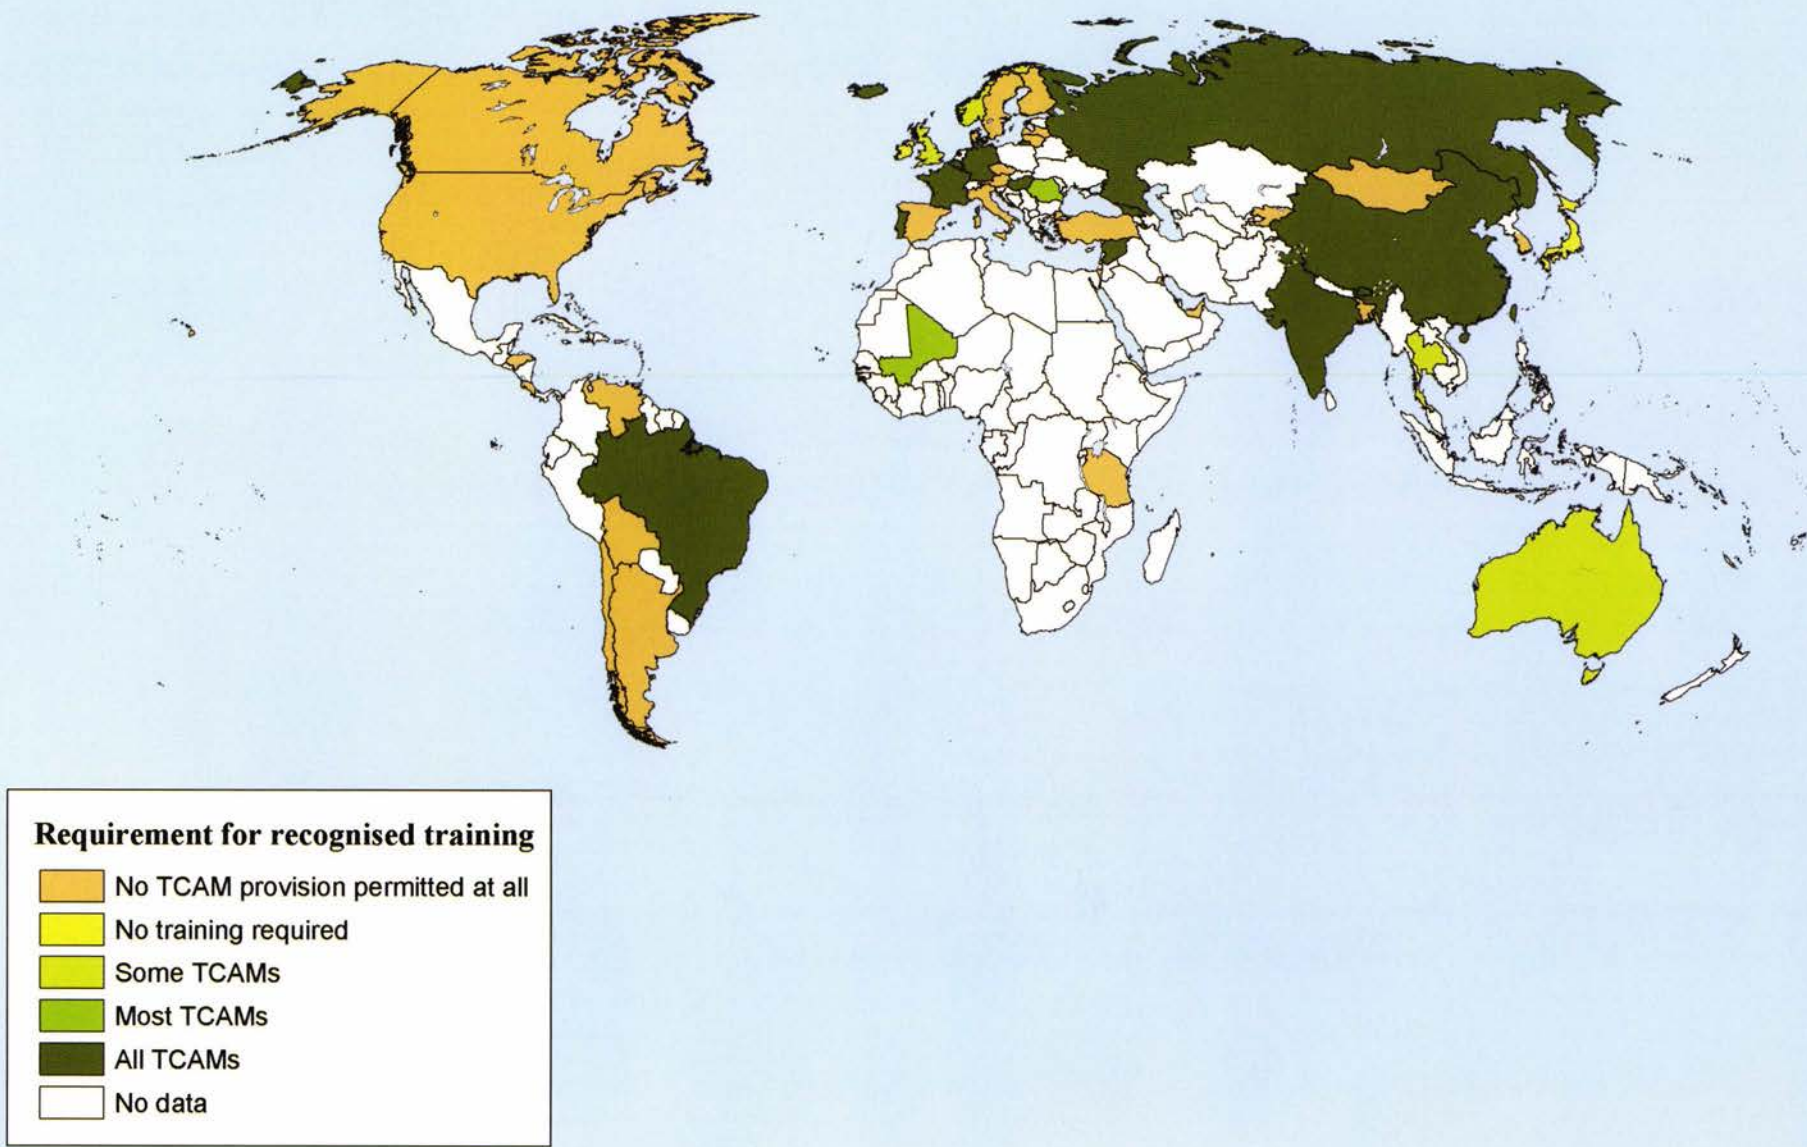 Requirement for recognised training
No TCAM provision permitted at all
No training required
Some TCAMs
Most TCAMs
All TCAMs
No data